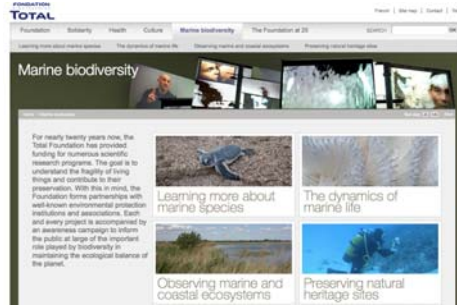 FONDATION
TOTAL
French | Site map | Contact
Foundation Solidarity Health Culture Marine biodiversity The Foundation at 20 SEARCH OK
Learning more about marine species The dynamics of marine life Observing marine and coastal ecosystems Preserving natural heritage sites
Marine biodiversity
Home
For nearly twenty years now, the
Total Foundation has provided
funding for numerous scientific
research programs. The goal is to
understand the fragility of living
things and contribute to their
preservation. With this in mind, the
Foundation forms partnerships with
well-known environmental protection
institutions and associations. Each
and every project is accompanied by
an awareness campaign to inform
the public at large of the important
role played by biodiversity in
maintaining the ecological balance of
the planet.
Learning more about
marine species
The dynamics of
marine life
Observing marine and
coastal ecosystems
Preserving natural
heritage sites